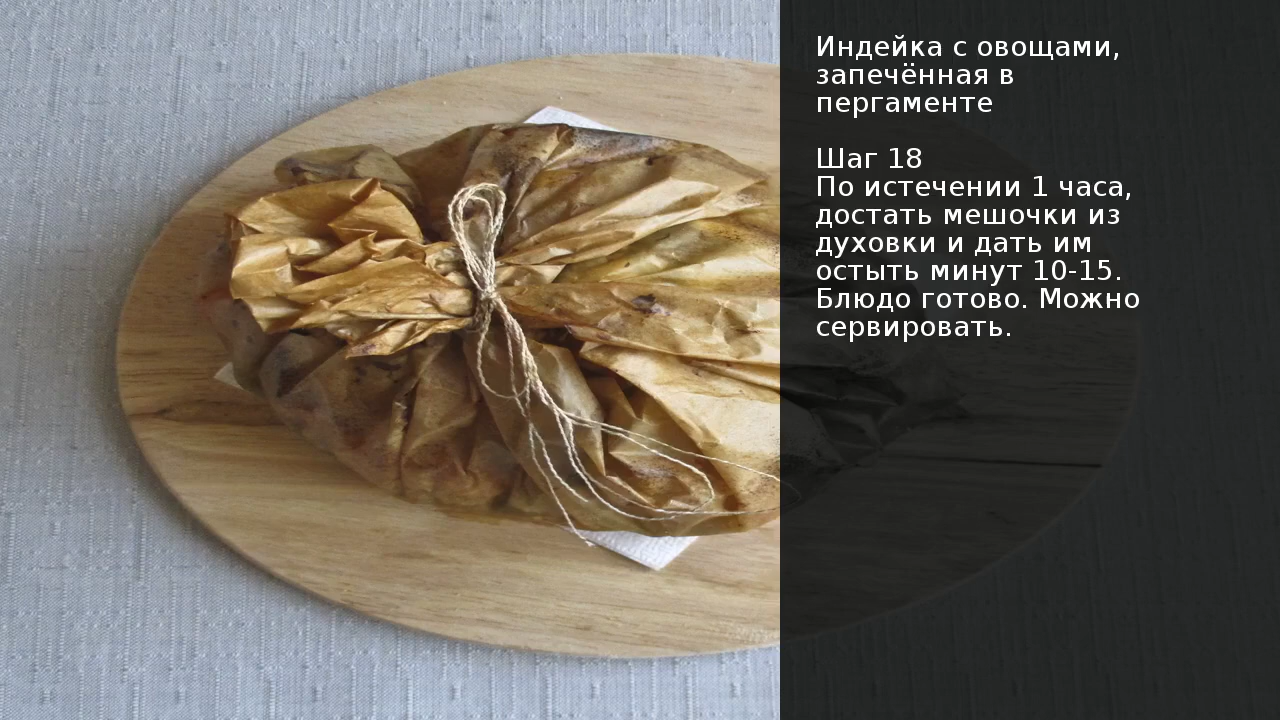 Индейка с овощами,
запечённая в
пергаменте
Шаг 18
По истечении 1 часа,
достать мешочки из
духовки и дать им
остыть минут 10-15.
Блюдо готово. Можно
сервировать.